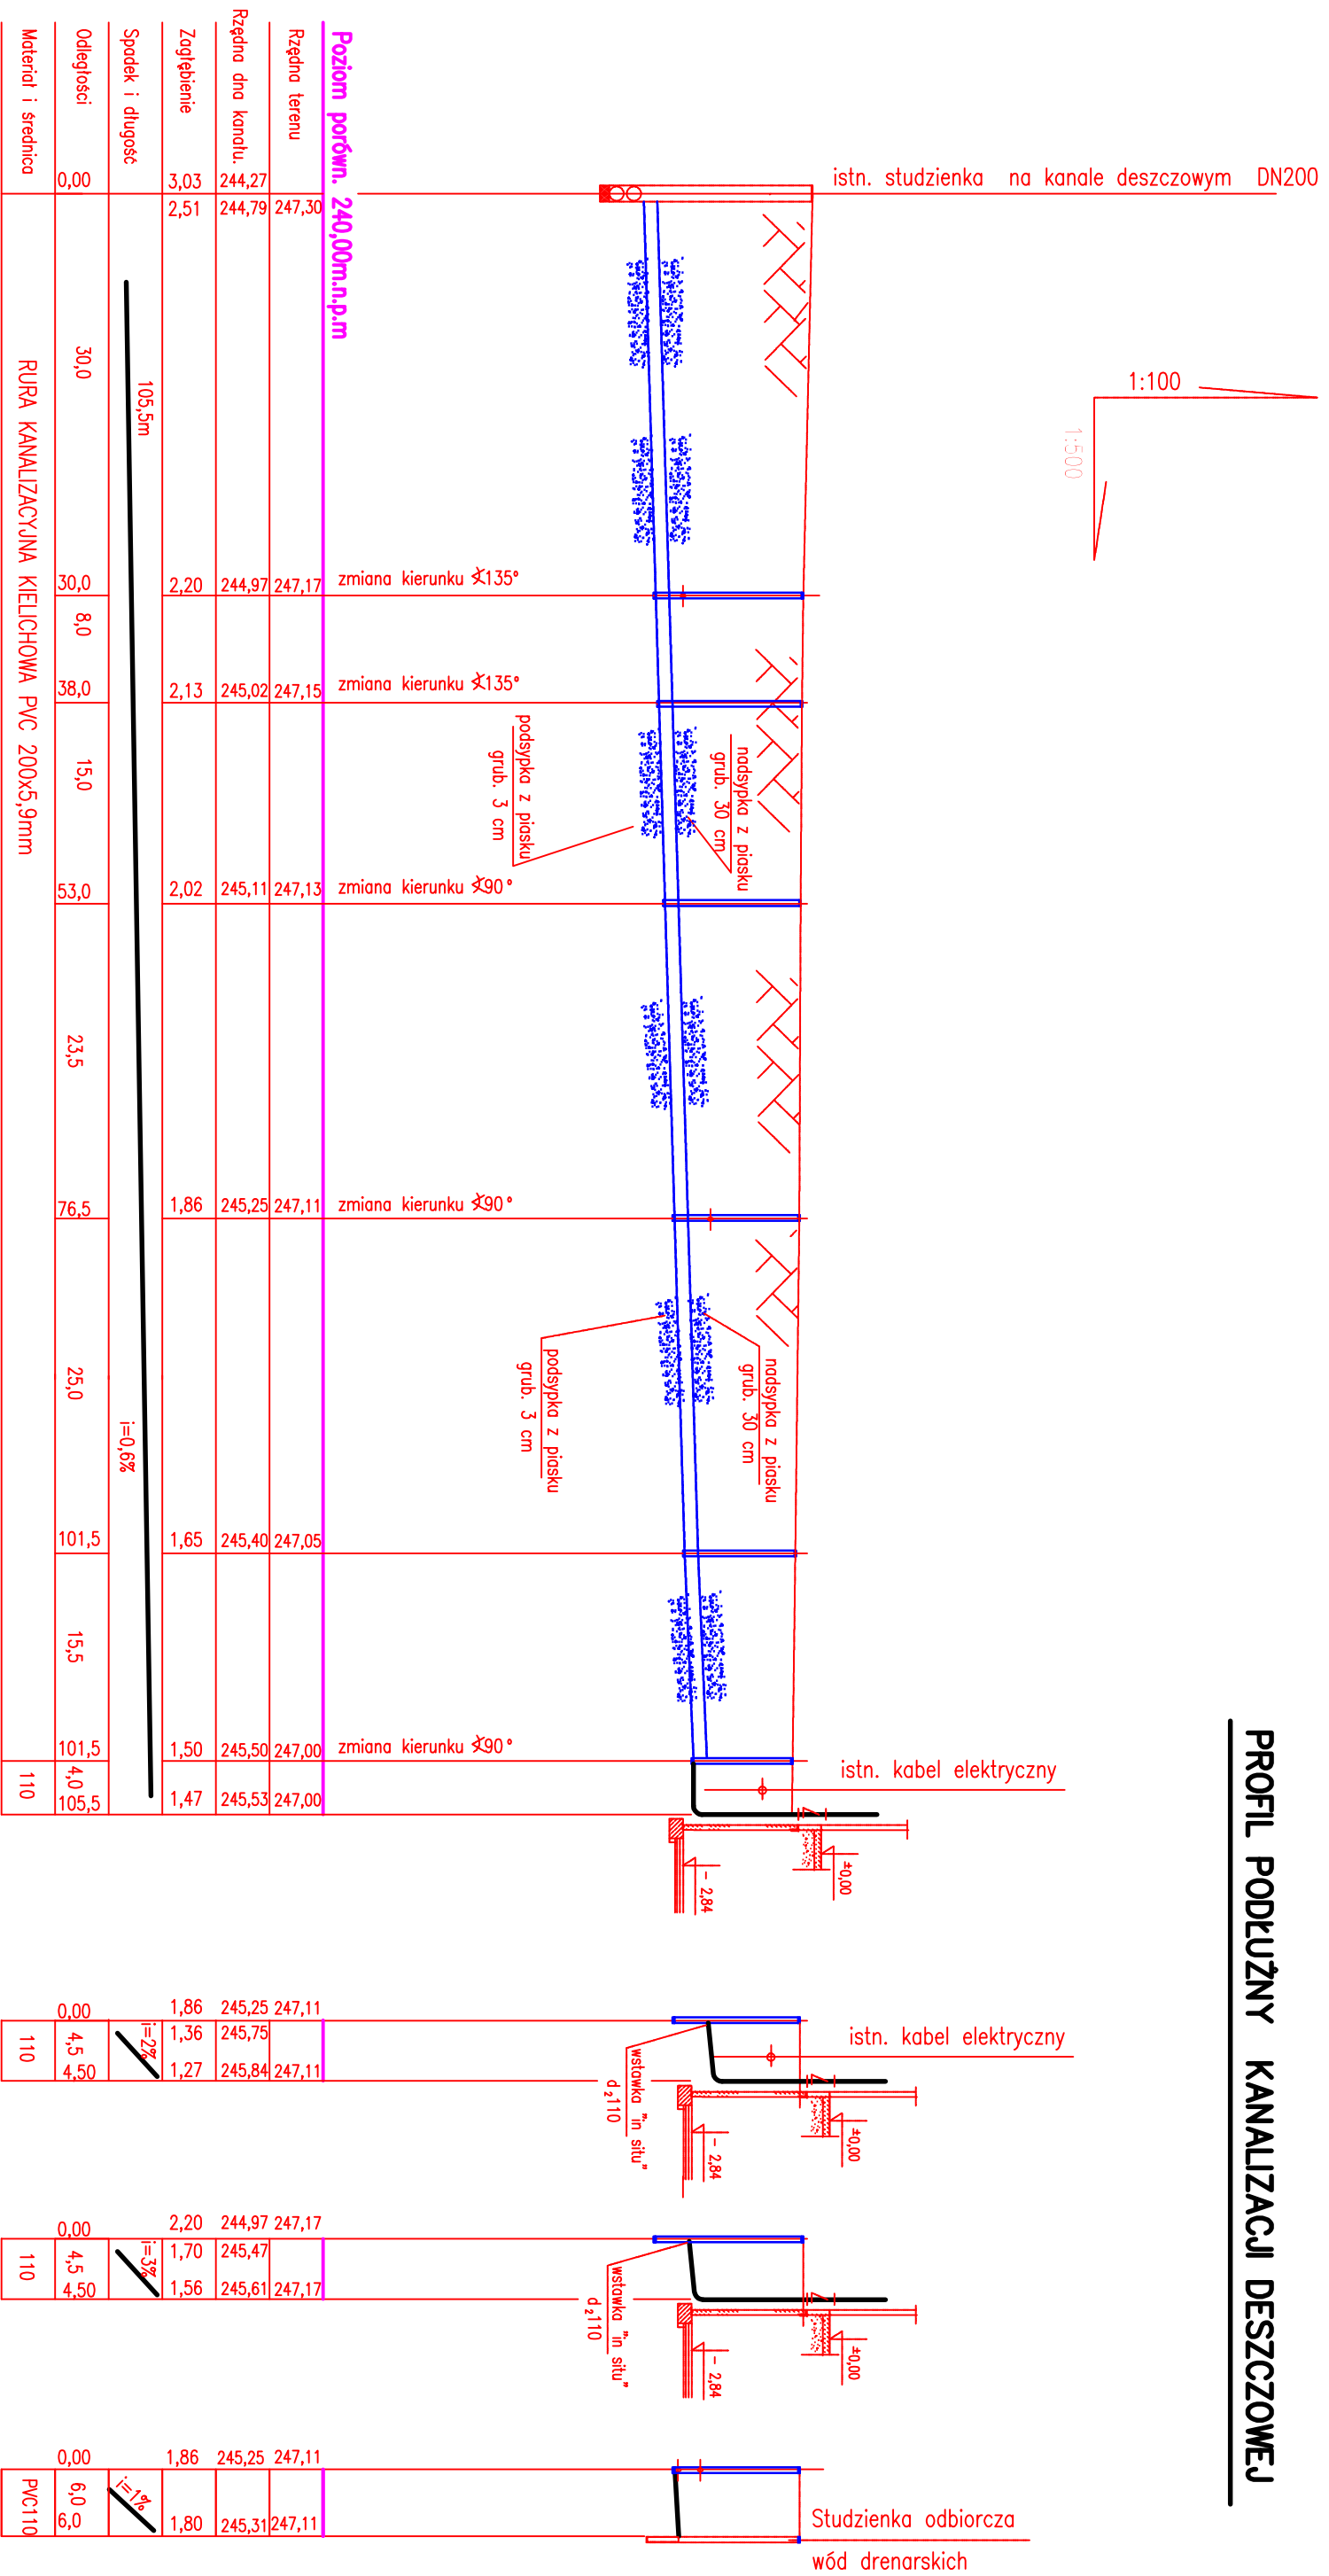 PROFIL PODŁUŻNY KANALIZACJI DESZCZOWEJ
1:100
1:500
istn. studzienka na kanale deszczowym DN200
istn. kabel elektryczny
istn. kabel elektryczny
Studzienka odbiorcza
wód drenarskich
±0,00
- 2,84
±0,00
- 2,84
±0,00
- 2,84
nadsypka z piasku
grub. 30 cm
podsypka z piasku
grub. 3 cm
nadsypka z piasku
grub. 30 cm
podsypka z piasku
grub. 3 cm
wstawka "in situ"
d₂110
wstawka "in situ"
d₂110
zmiana kierunku ∢135°
zmiana kierunku ∢135°
zmiana kierunku ∢90°
zmiana kierunku ∢90°
zmiana kierunku ∢90°
Poziom porówn. 240,00m.n.p.m
Rzędna terenu 247,30 247,17 247,15 247,13 247,11 247,05 247,00 247,00 247,11 247,11 247,17 247,17 247,11 247,11
Rzędna dna kanału. 244,27 244,79 244,97 245,02 245,11 245,25 245,40 245,50 245,53 245,25 245,75 245,84 244,97 245,47 245,61 245,25 245,31
Zagłębienie 3,03 2,51 2,20 2,13 2,02 1,86 1,65 1,50 1,47 1,86 1,36 1,27 2,20 1,70 1,56 1,86 1,80
Spadek i długość 105,5m i=0,6% i=2% i=3% i=1%
Odległości 0,00 30,0 30,0 8,0 38,0 15,0 53,0 23,5 76,5 25,0 101,5 15,5 101,5 4,0 105,5 0,00 4,5 4,50 0,00 4,5 4,50 0,00 6,0 6,0
Materiał i średnica RURA KANALIZACYJNA KIELICHOWA PVC 200x5,9mm 110 110 110 PVC110